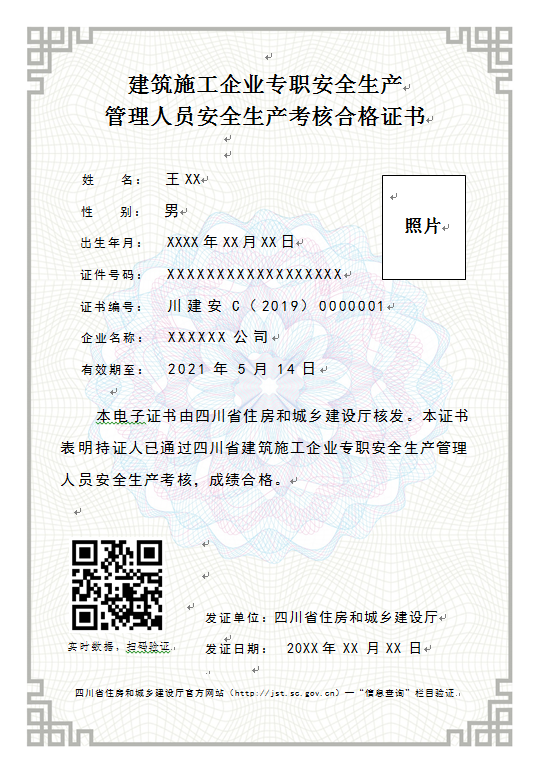 建筑施工企业专职安全生产
管理人员安全生产考核合格证书
姓 名： 王 XX
照片
性 别： 男
出生年月： XXXX 年 XX 月 XX 日
证件号码： XXXXXXXXXXXXXXXXXX
证书编号： 川建安 C（2019）0000001
企业名称： XXXXXX 公司
有效期至： 2021 年 5 月 14 日
本电子证书由四川省住房和城乡建设厅核发。本证书
表明持证人已通过四川省建筑施工企业专职安全生产管理
人员安全生产考核，成绩合格。
实时数据，扫码验证
发证单位：四川省住房和城乡建设厅
发证日期： 20XX 年 XX 月 XX 日
四川省住房和城乡建设厅官方网站（http://jst.sc.gov.cn）—“信息查询”栏目验证.